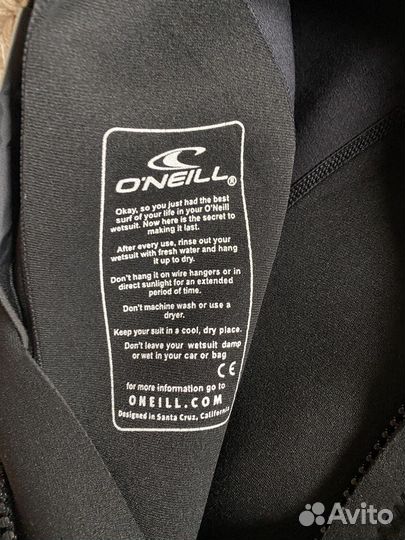 O'NEILL®
Okay, so you just had the best
surf of your life in your O'Neill
wetsuit. Now here is the secret to
making it last.
After every use, rinse out your
wetsuit with fresh water and hang
it up to dry.
Don't hang it on wire hangers or in
direct sunlight for an extended
period of time.
Don't machine wash or use a
dryer.
Keep your suit in a cool, dry place.
Don't leave your wetsuit damp
or wet in your car or bag
CE
for more information go to
ONEILL.COM
Designed in Santa Cruz, California
Avito